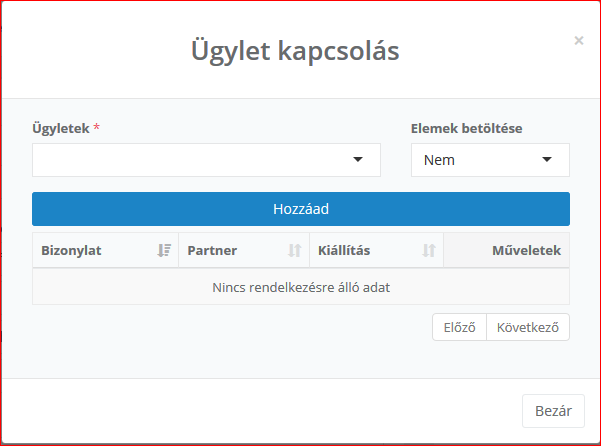 Ügylet kapcsolás
×
Ügyletek *
Elemek betöltése
Nem
Hozzáad
Bizonylat Partner Kiállítás Műveletek
Nincs rendelkezésre álló adat
Előző Következő
Bezár